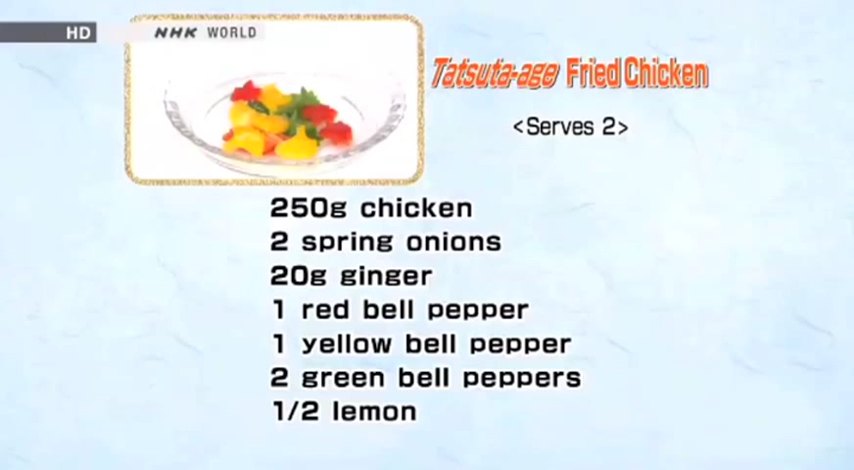 HD
NHK WORLD
Tatsuta-age Fried Chicken
<Serves 2>
250g chicken
2 spring onions
20g ginger
1 red bell pepper
1 yellow bell pepper
2 green bell peppers
1/2 lemon